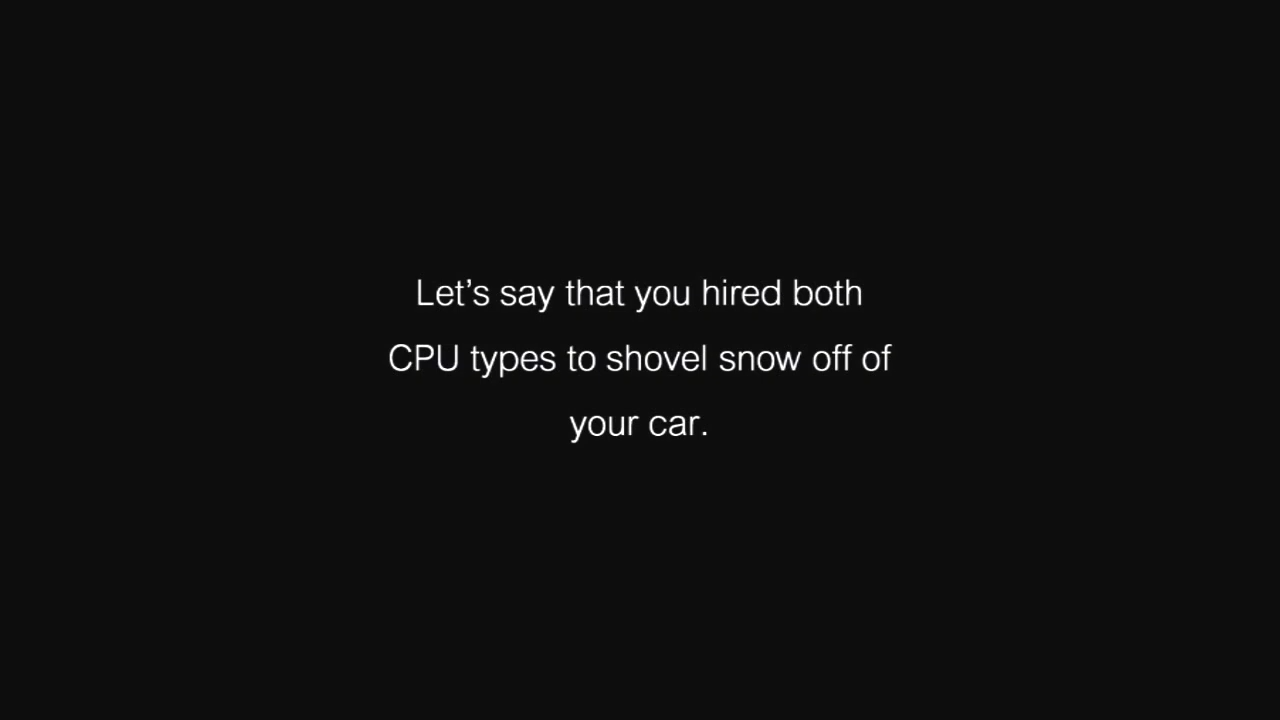 Let’s say that you hired both
CPU types to shovel snow off of
your car.